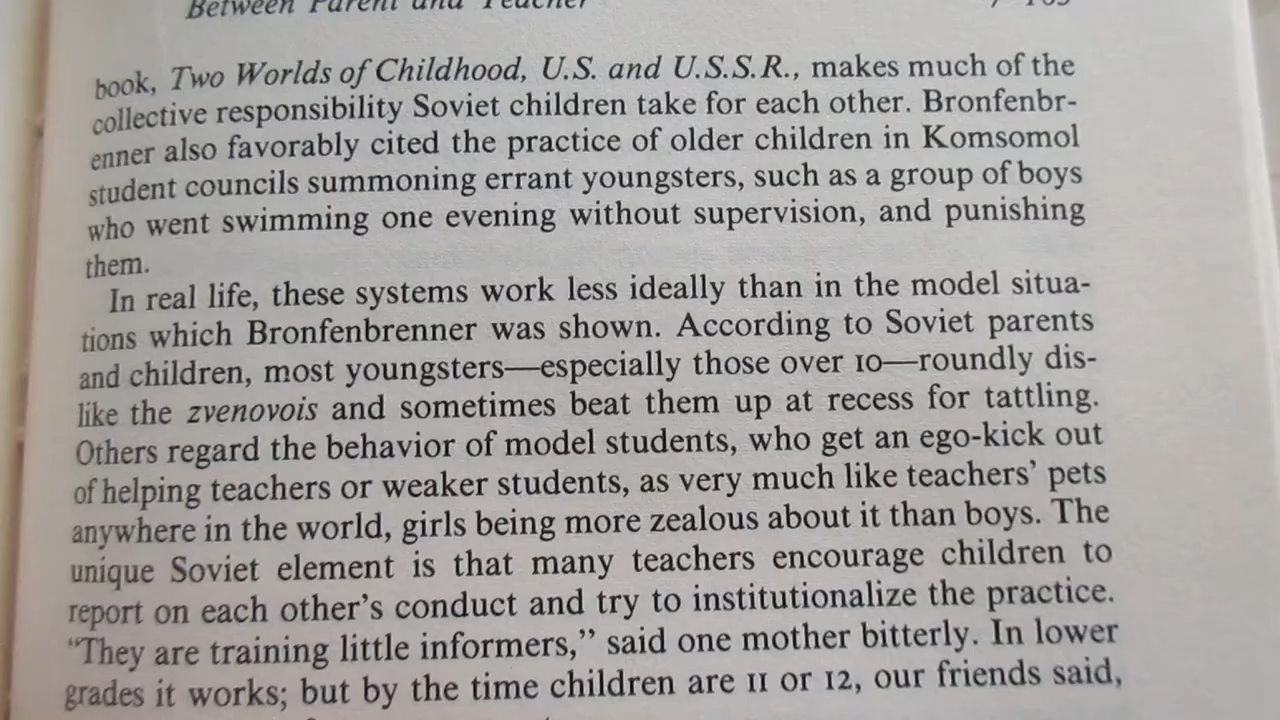 Between Parent and Teacher
book, Two Worlds of Childhood, U.S. and U.S.S.R., makes much of the
collective responsibility Soviet children take for each other. Bronfenbr-
enner also favorably cited the practice of older children in Komsomol
student councils summoning errant youngsters, such as a group of boys
who went swimming one evening without supervision, and punishing
them.
In real life, these systems work less ideally than in the model situa-
tions which Bronfenbrenner was shown. According to Soviet parents
and children, most youngsters—especially those over 10—roundly dis-
like the zvenovois and sometimes beat them up at recess for tattling.
Others regard the behavior of model students, who get an ego-kick out
of helping teachers or weaker students, as very much like teachers’ pets
anywhere in the world, girls being more zealous about it than boys. The
unique Soviet element is that many teachers encourage children to
report on each other’s conduct and try to institutionalize the practice.
“They are training little informers,” said one mother bitterly. In lower
grades it works; but by the time children are 11 or 12, our friends said,